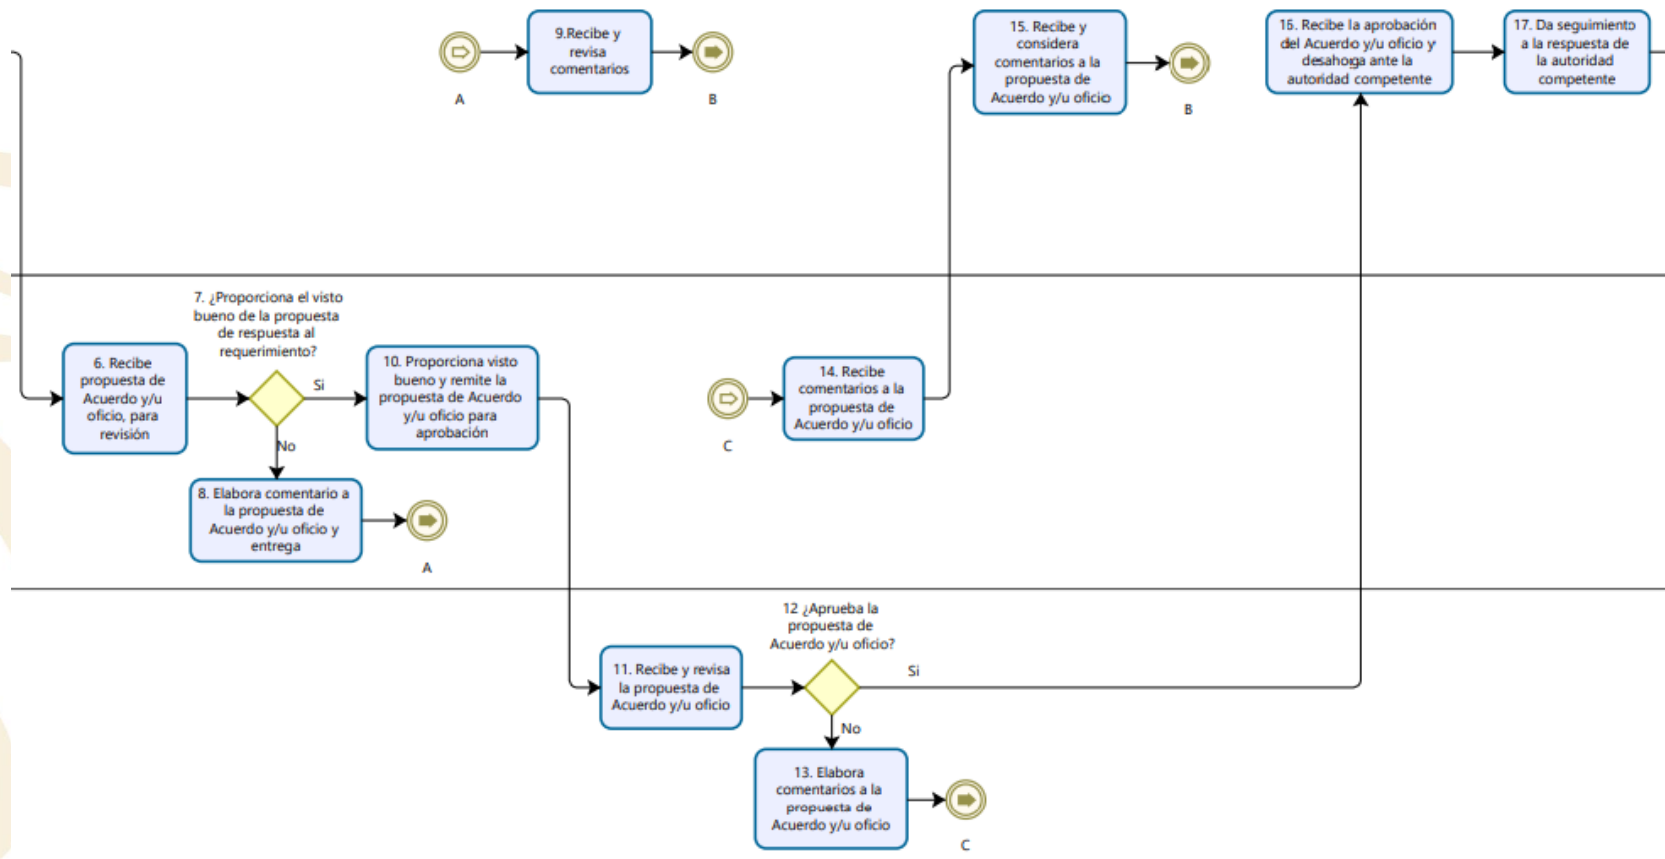 9.Recibe y
revisa
comentarios
A
B
15. Recibe y
considera
comentarios a la
propuesta de
Acuerdo y/u oficio
B
16. Recibe la aprobación
del Acuerdo y/u oficio y
desahoga ante la
autoridad competente
17. Da seguimiento
a la respuesta de
la autoridad
competente
6. Recibe
propuesta de
Acuerdo y/u
oficio, para
revisión
7. ¿Proporciona el visto
bueno de la propuesta
de respuesta al
requerimiento?
Si
No
10. Proporciona visto
bueno y remite la
propuesta de Acuerdo
y/u oficio para
aprobación
8. Elabora comentario a
la propuesta de
Acuerdo y/u oficio y
entrega
A
C
14. Recibe
comentarios a la
propuesta de
Acuerdo y/u oficio
11. Recibe y revisa
la propuesta de
Acuerdo y/u oficio
12 ¿Aprueba la
propuesta de
Acuerdo y/u oficio?
Si
No
13. Elabora
comentarios a la
propuesta de
Acuerdo y/u oficio
C